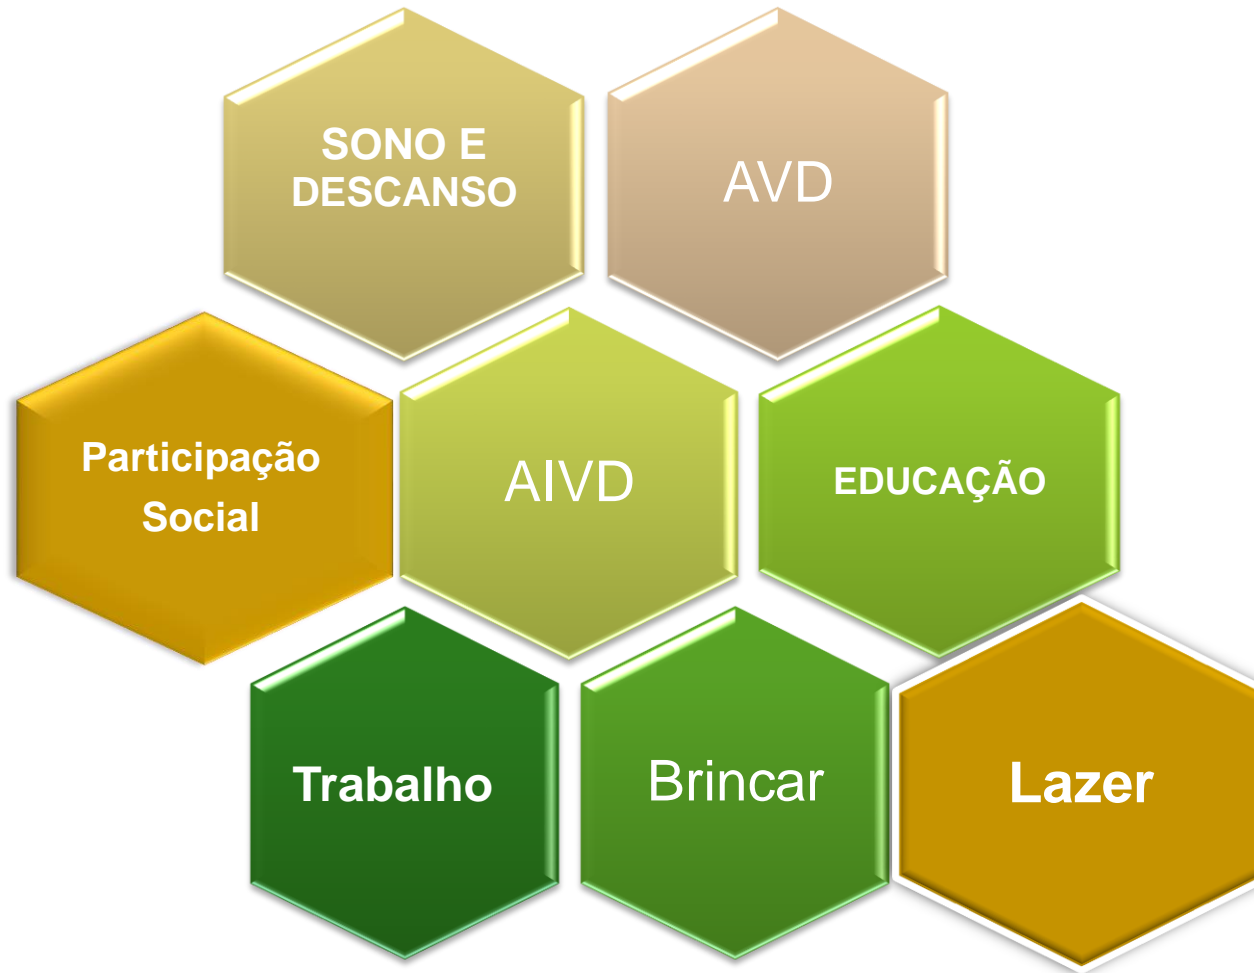 SONO E
DESCANSO
AVD
Participação
Social
AIVD
EDUCAÇÃO
Trabalho
Brincar
Lazer